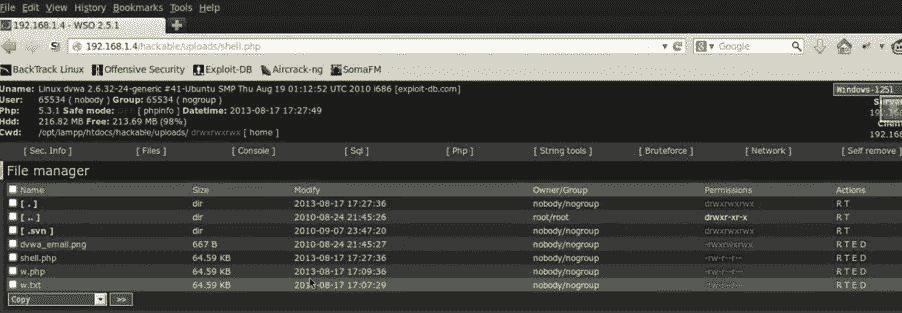 File Edit View History Bookmarks Tools Help
192.168.1.4 - WSO 2.5.1
192.168.1.4/hackable/uploads/shell.php
Google
BackTrack Linux Offensive Security Exploit-DB Aircrack-ng SomaFM
Uname: Linux dvwa 2.6.32-24-generic #41-Ubuntu SMP Thu Aug 19 01:12:52 UTC 2010 i686 [exploit-db.com] Windows-1251
User: 65534 ( nobody ) Group: 65534 ( nogroup )
Php: 5.3.1 Safe mode: OFF [ phpinfo ] Datetime: 2013-08-17 17:27:49
Hdd: 216.82 MB Free: 213.69 MB (98%)
Cwd: /opt/lampp/htdocs/hackable/uploads/ drwxrwxrwx [ home ] 192.168
[ Sec. Info ] [ Files ] [ Console ] [ Sql ] [ Php ] [ String tools ] [ Bruteforce ] [ Network ] [ Self remove ]
File manager
Name Size Modify Owner/Group Permissions Actions
[ . ] dir 2013-08-17 17:27:36 nobody/nogroup drwxrwxrwx R T
[ .. ] dir 2010-08-24 21:45:26 root/root drwxr-xr-x R T
[ .svn ] dir 2010-09-07 23:47:20 nobody/nogroup drwxrwxrwx R T
dvwa_email.png 667 B 2010-08-24 21:45:27 nobody/nogroup -rwxrwxrwx R T E D
shell.php 64.59 KB 2013-08-17 17:27:36 nobody/nogroup -rw-r--r-- R T E D
w.php 64.59 KB 2013-08-17 17:09:36 nobody/nogroup -rw-r--r-- R T E D
w.txt 64.59 KB 2013-08-17 17:07:29 nobody/nogroup -rw-r--r-- R T E D
Copy >>